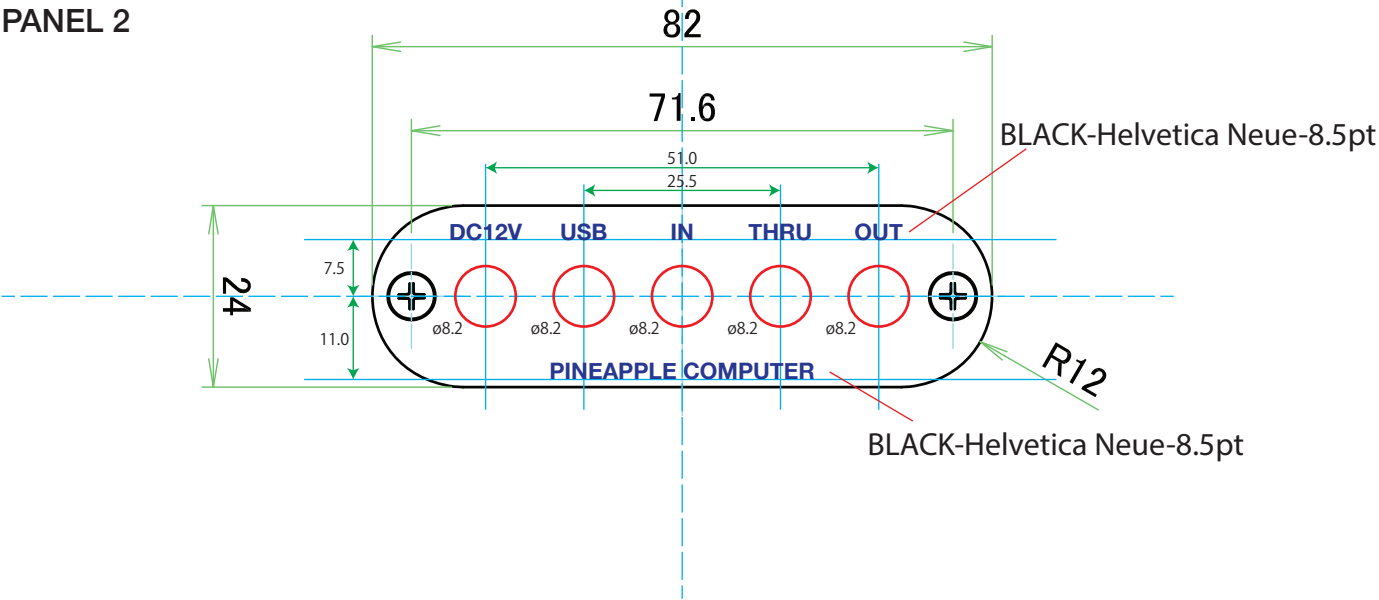 PANEL 2
82
71.6
BLACK-Helvetica Neue-8.5pt
51.0
25.5
DC12V USB IN THRU OUT
7.5
24
11.0
ø8.2 ø8.2 ø8.2 ø8.2 ø8.2
PINEAPPLE COMPUTER
R12
BLACK-Helvetica Neue-8.5pt